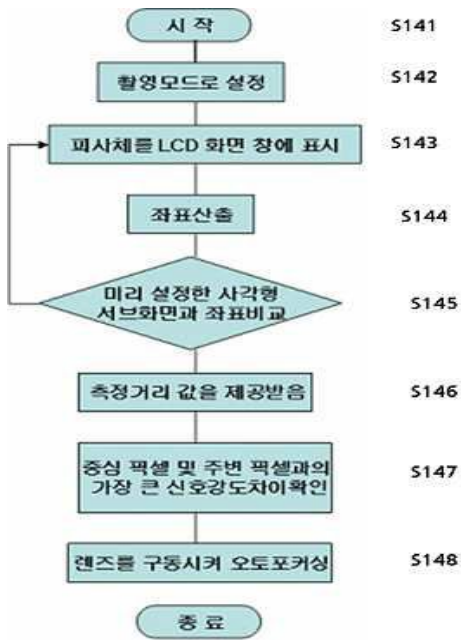 시 작 S141
촬영모드로 설정 S142
피사체를 LCD 화면 창에 표시 S143
좌표산출 S144
미리 설정한 사각형
서브화면과 좌표비교 S145
측정거리 값을 제공받음 S146
중심 픽셀 및 주변 픽셀과의
가장 큰 신호강도차이확인 S147
렌즈를 구동시켜 오토포커싱 S148
종 료